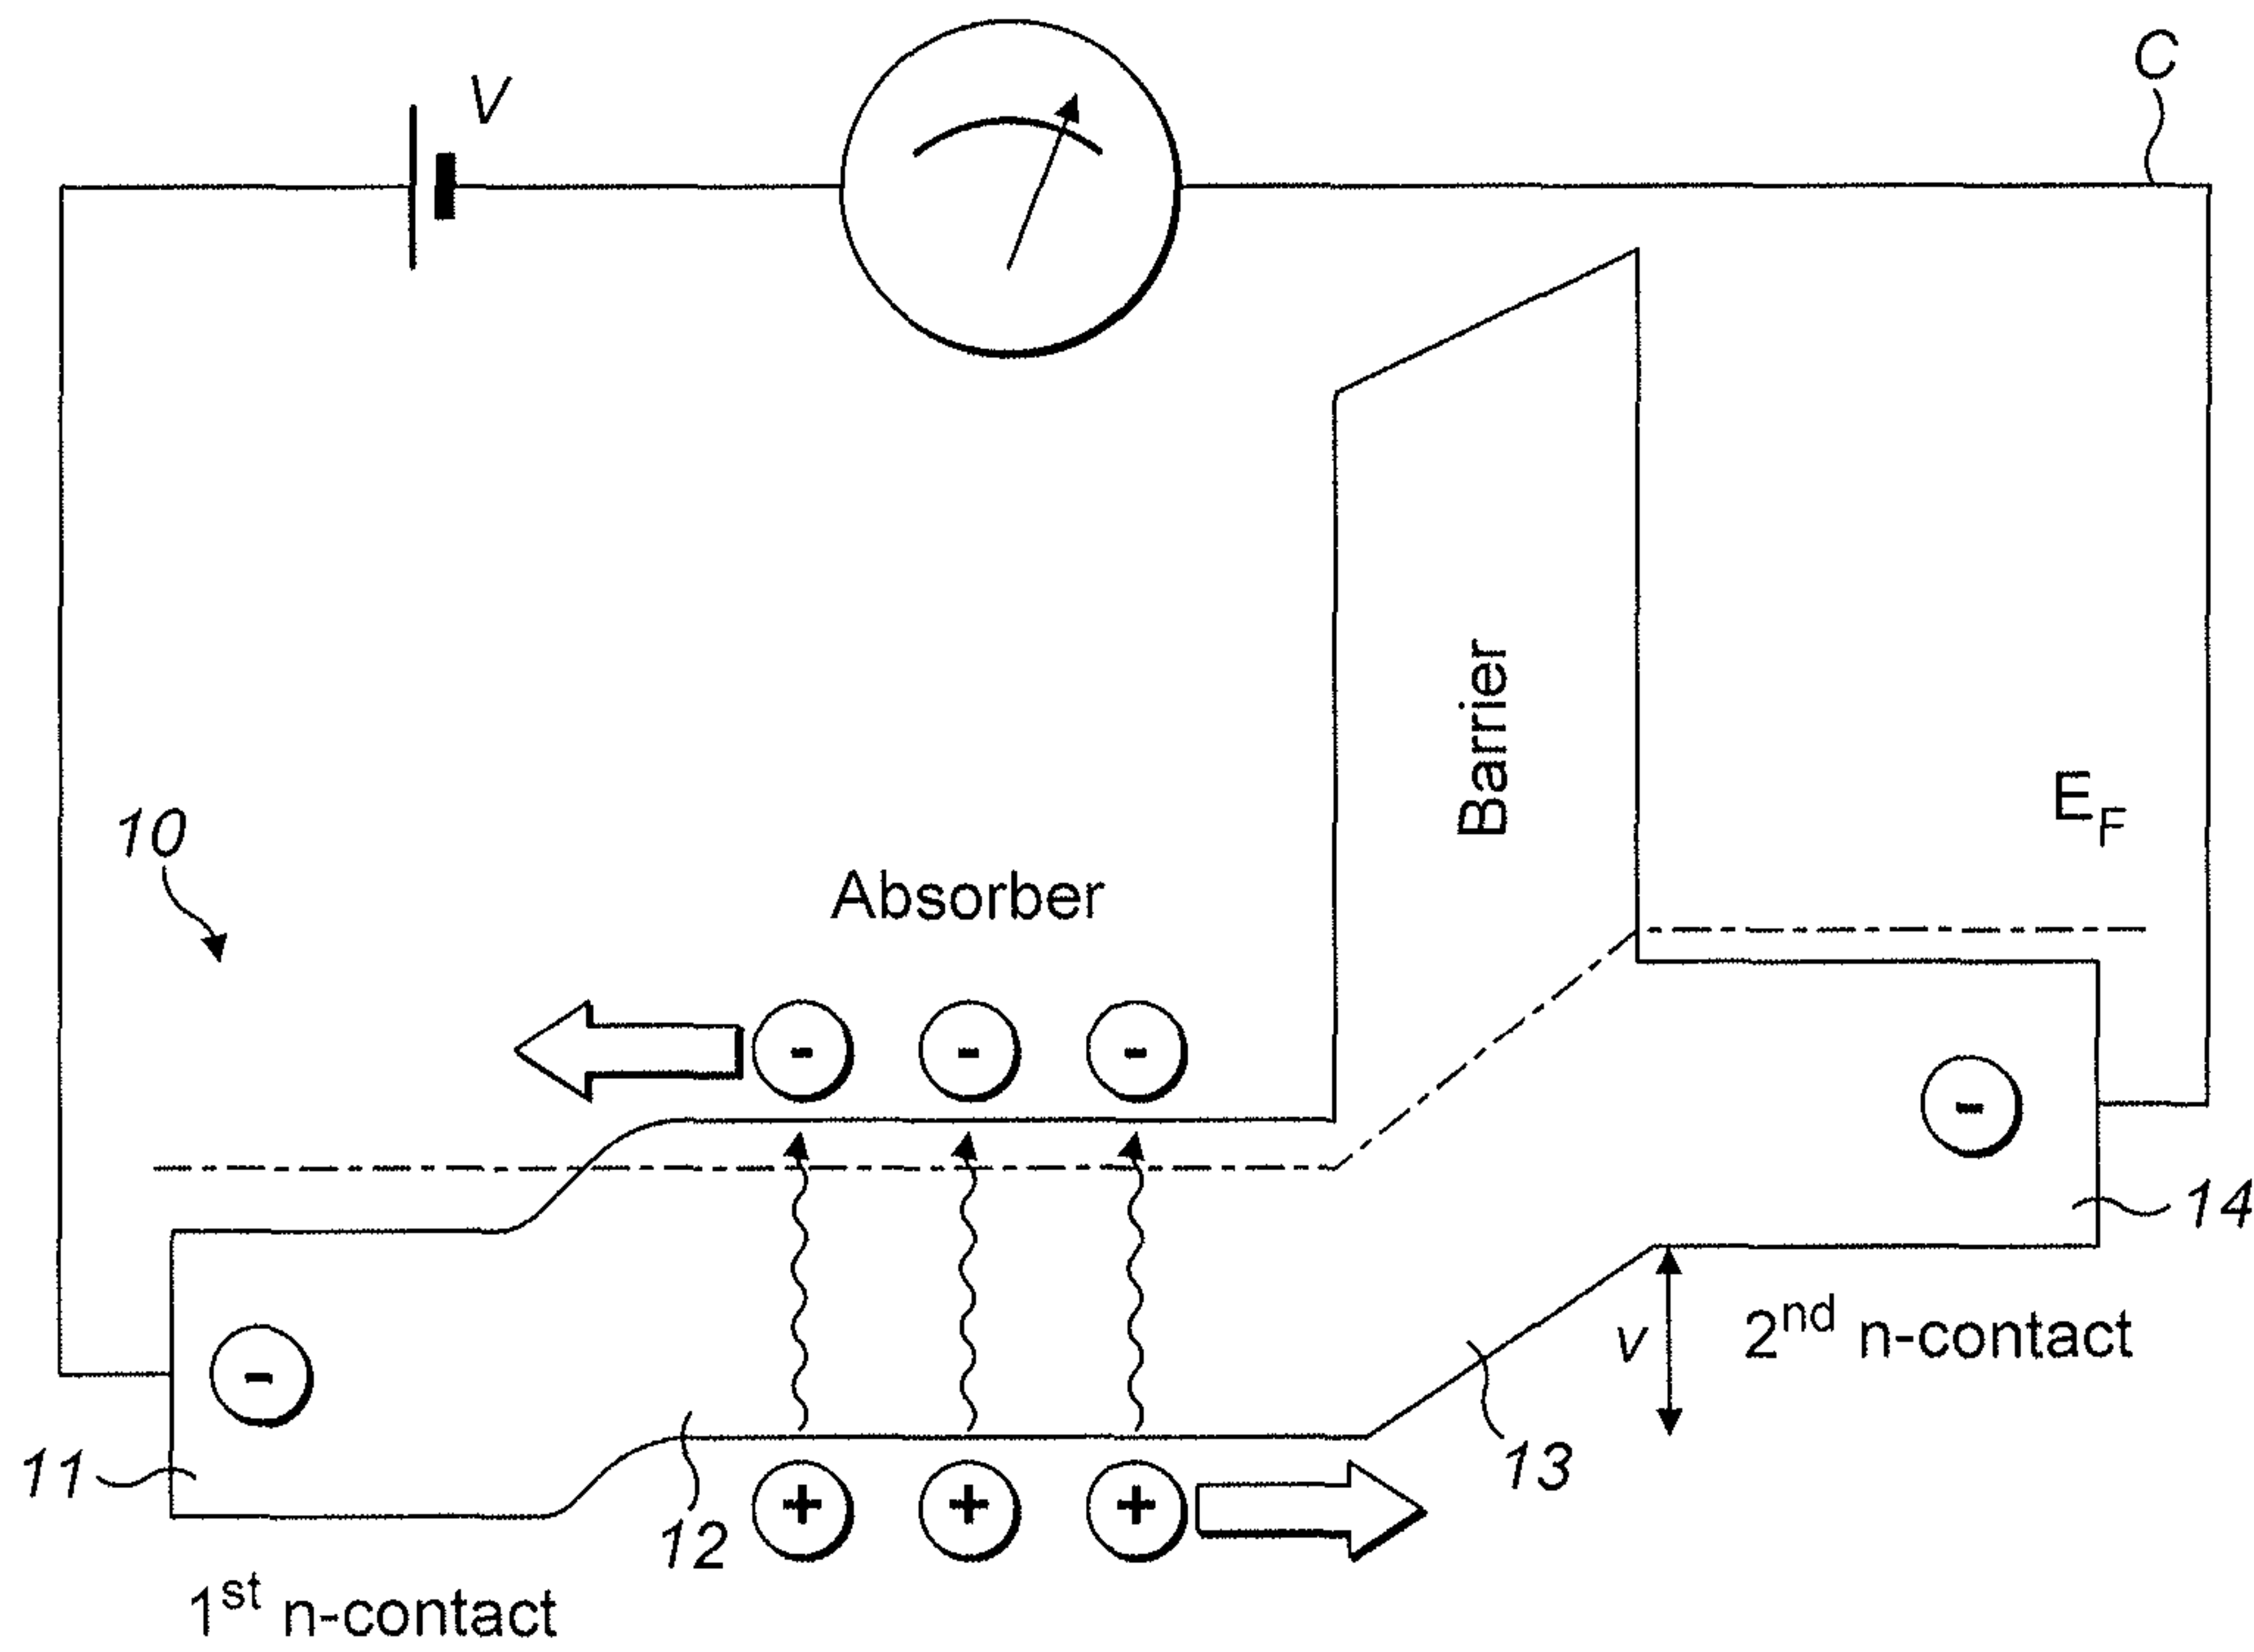 V
C
Barrier
E_F
10
Absorber
- - -
-
14
-
v
2nd n-contact
11
12
+ + +
13
1st n-contact